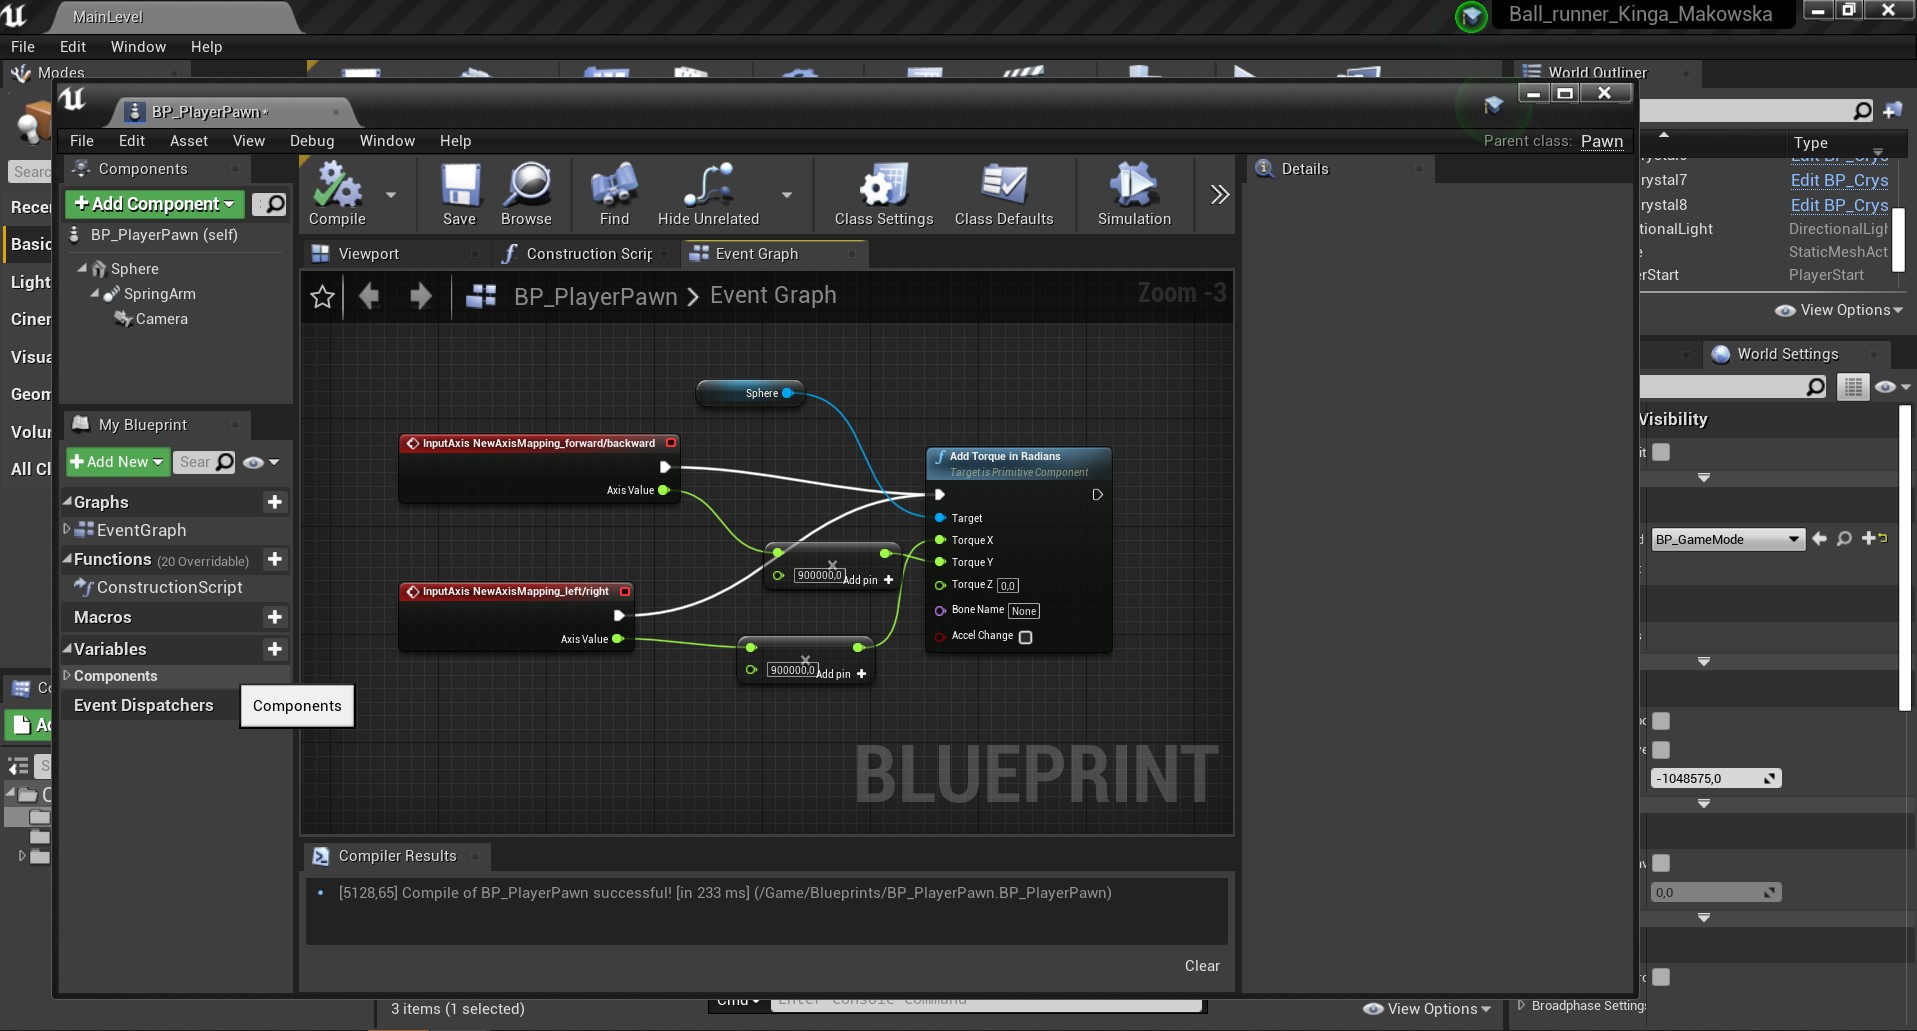 MainLevel
Ball_runner_Kinga_Makowska
File Edit Window Help
Modes
World Outliner
BP_PlayerPawn*
File Edit Asset View Debug Window Help
Parent class: Pawn
Type
Components
Details
Compile
Save
Browse
Find
Hide Unrelated
Class Settings
Class Defaults
Simulation
+Add Component
Searc
Recer
Basic
Light
Ciner
Visua
Geom
Volur
All Cl
BP_PlayerPawn (self)
Sphere
SpringArm
Camera
rystal7 Edit BP_Crys
rystal8 Edit BP_Crys
tionalLight DirectionalLigh
e StaticMeshAct
rStart PlayerStart
View Options
Viewport
Construction Scrip
Event Graph
BP_PlayerPawn > Event Graph
Zoom -3
World Settings
Visibility
My Blueprint
+Add New
Sear
Graphs +
EventGraph
Functions (20 Overridable) +
ConstructionScript
Macros +
Variables +
Components
Event Dispatchers
Components
Sphere
InputAxis NewAxisMapping_forward/backward
Axis Value
Add Torque in Radians
Target is Primitive Component
Target
Torque X
Torque Y
Torque Z 0,0
Bone Name None
Accel Change
900000,0
Add pin +
InputAxis NewAxisMapping_left/right
Axis Value
900000,0
Add pin +
BLUEPRINT
BP_GameMode
-1048575,0
0,0
Compiler Results
[5128,65] Compile of BP_PlayerPawn successful! [in 233 ms] (/Game/Blueprints/BP_PlayerPawn.BP_PlayerPawn)
Clear
3 items (1 selected)
Cmd
Enter Console Command
View Options
Broadphase Settings